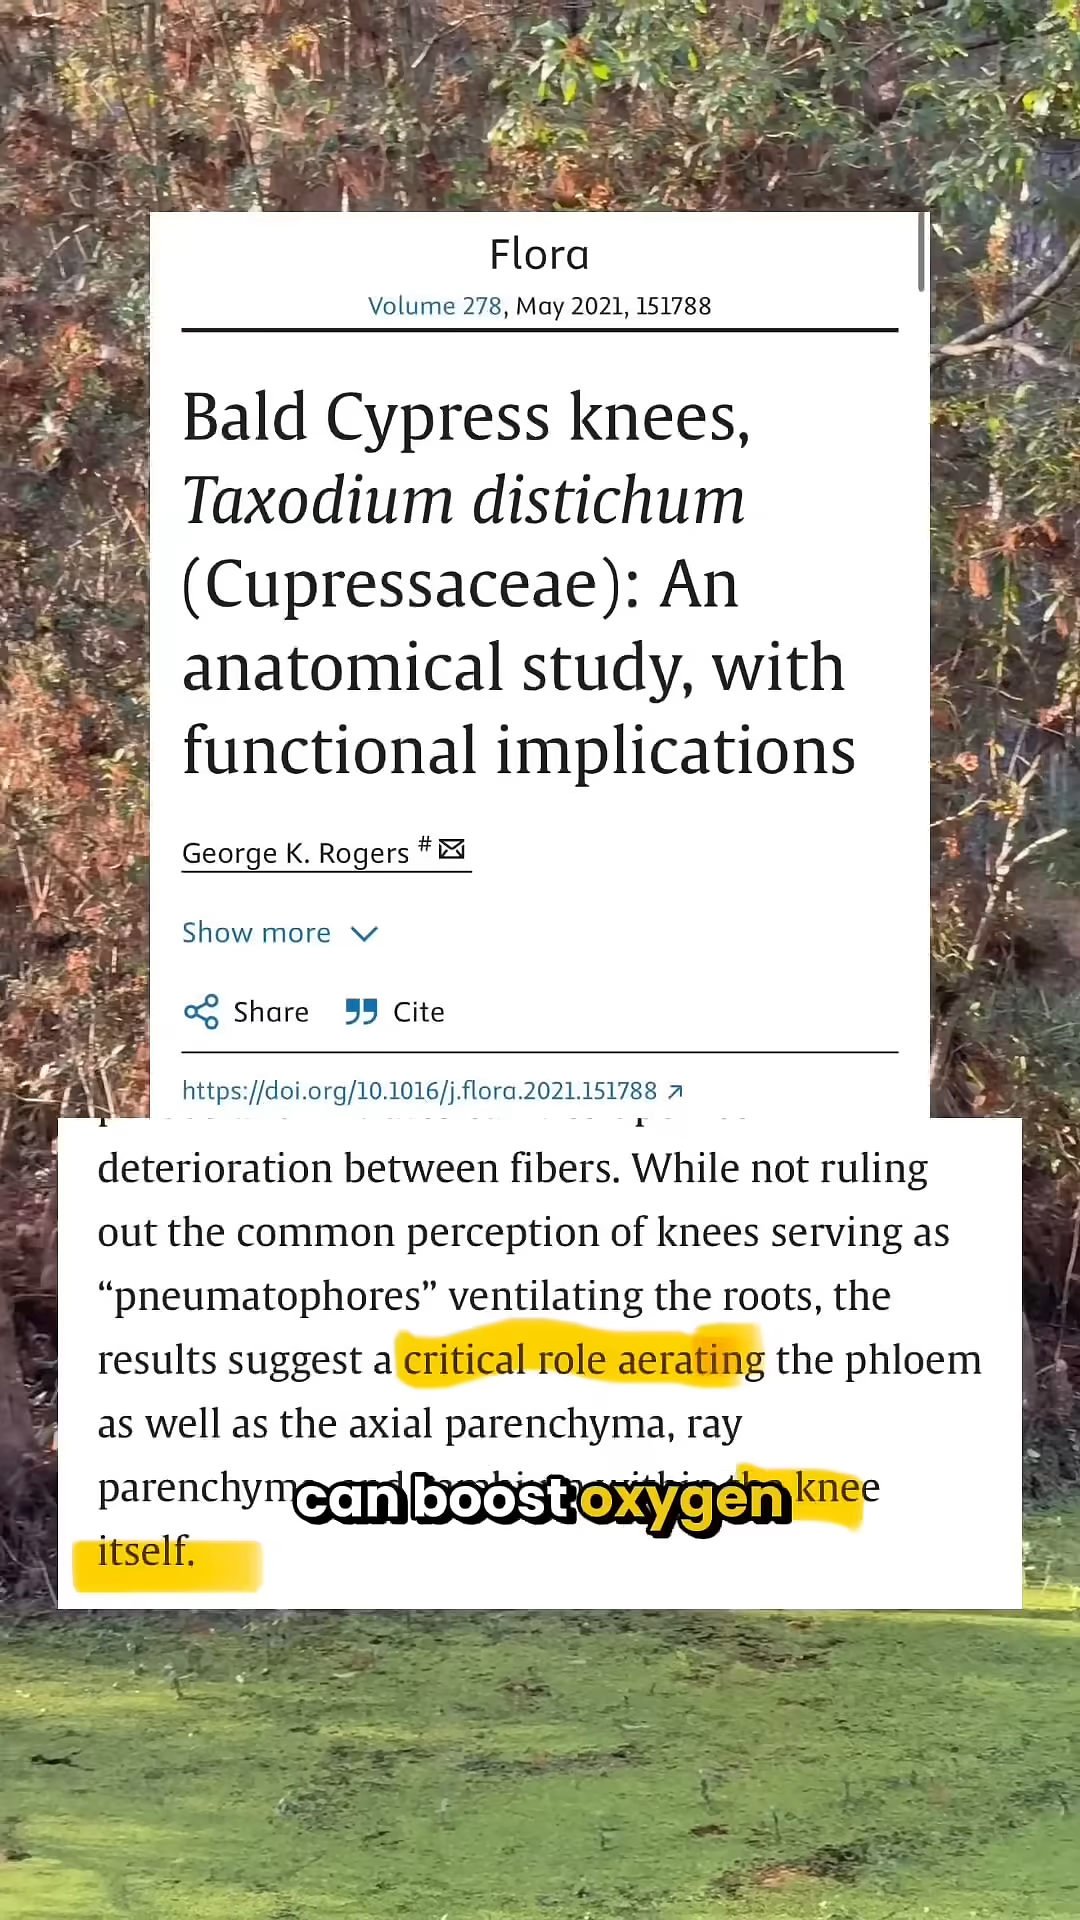 Flora
Volume 278, May 2021, 151788
Bald Cypress knees,
Taxodium distichum
(Cupressaceae): An
anatomical study, with
functional implications
George K. Rogers #
Show more
Share Cite
https://doi.org/10.1016/j.flora.2021.151788
deterioration between fibers. While not ruling
out the common perception of knees serving as
“pneumatophores” ventilating the roots, the
results suggest a critical role aerating the phloem
as well as the axial parenchyma, ray
knee
can boost oxygen
itself.